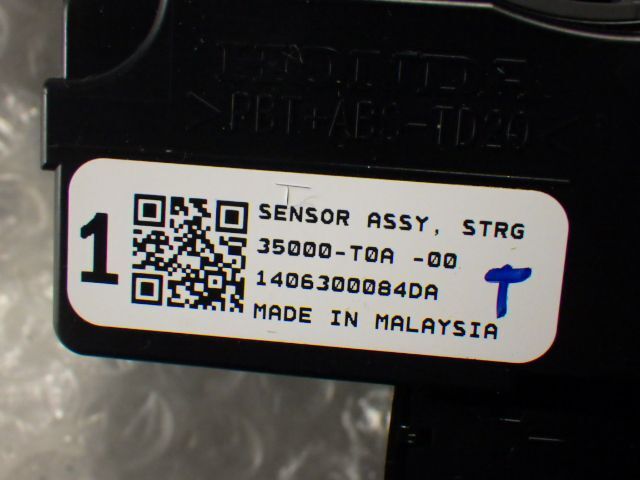 >PBT+ABS-TD20<
1
SENSOR ASSY, STRG
35000-T0A -00
1406300084DA
MADE IN MALAYSIA
T